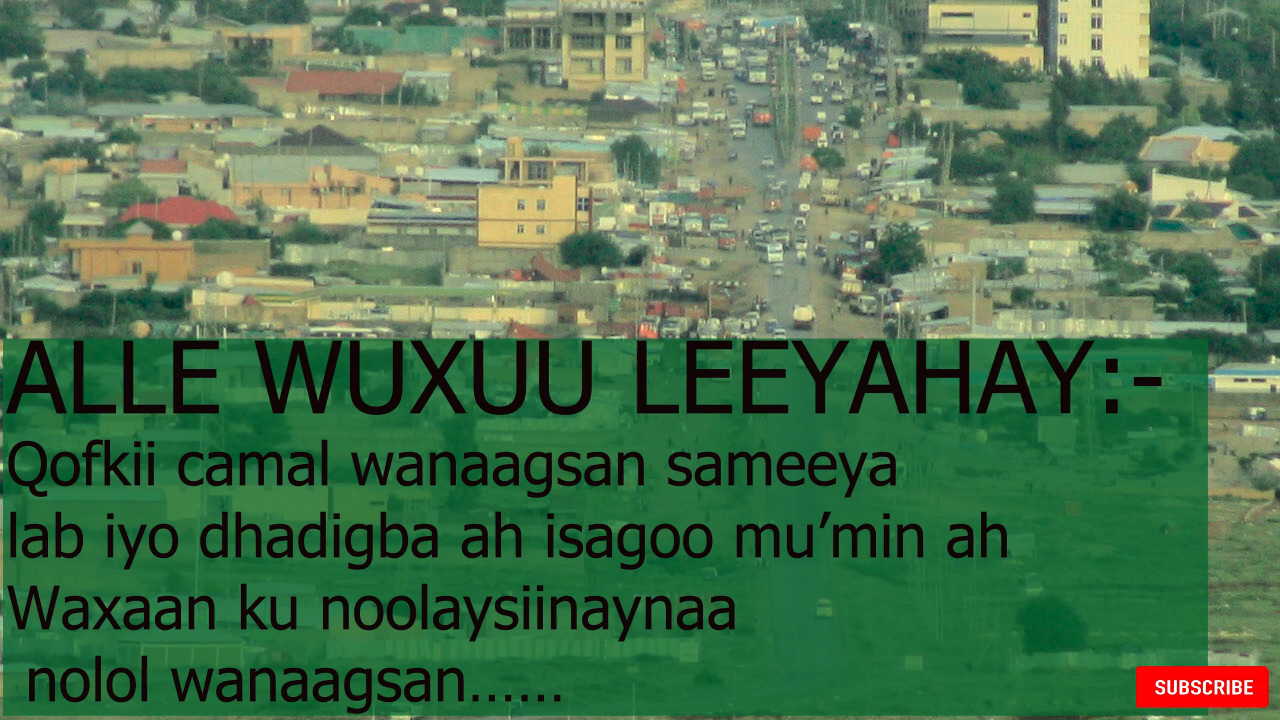 ALLE WUXUU LEEYAHAY:-
Qofkii camal wanaagsan sameeya
lab iyo dhadigba ah isagoo mu’min ah
Waxaan ku noolaysiinaynaa
nolol wanaagsan......
SUBSCRIBE